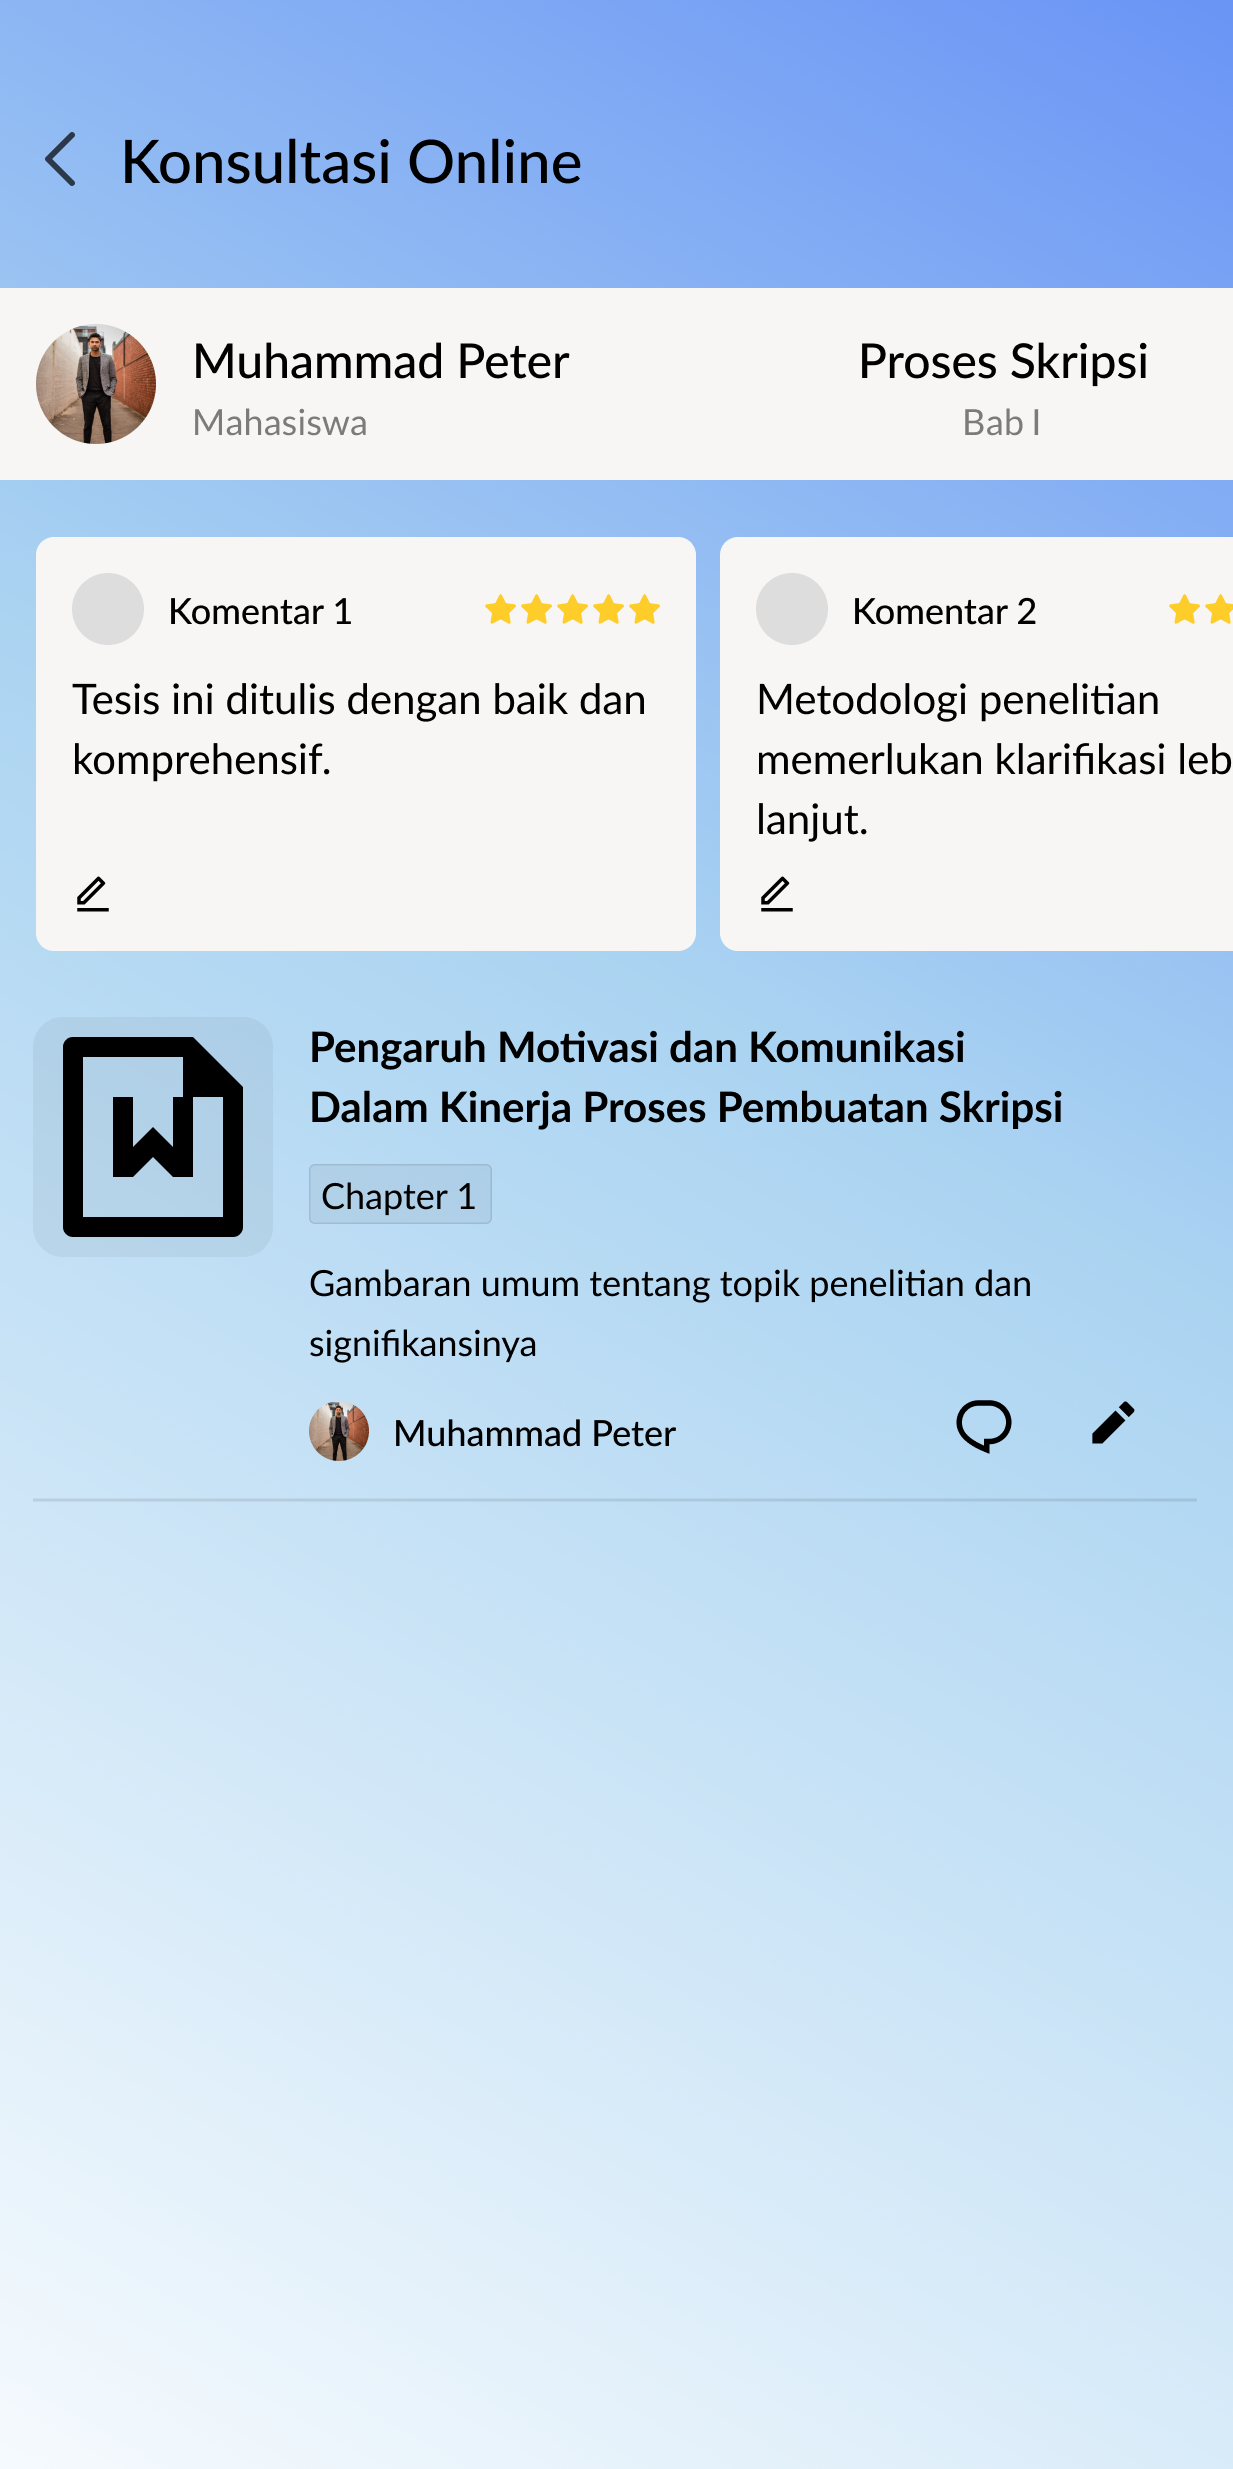 Konsultasi Online
Muhammad Peter
Mahasiswa
Proses Skripsi
Bab I
Komentar 1
Tesis ini ditulis dengan baik dan
komprehensif.
Komentar 2
Metodologi penelitian
memerlukan klarifikasi leb
lanjut.
W
Pengaruh Motivasi dan Komunikasi
Dalam Kinerja Proses Pembuatan Skripsi
Chapter 1
Gambaran umum tentang topik penelitian dan
signifikansinya
Muhammad Peter